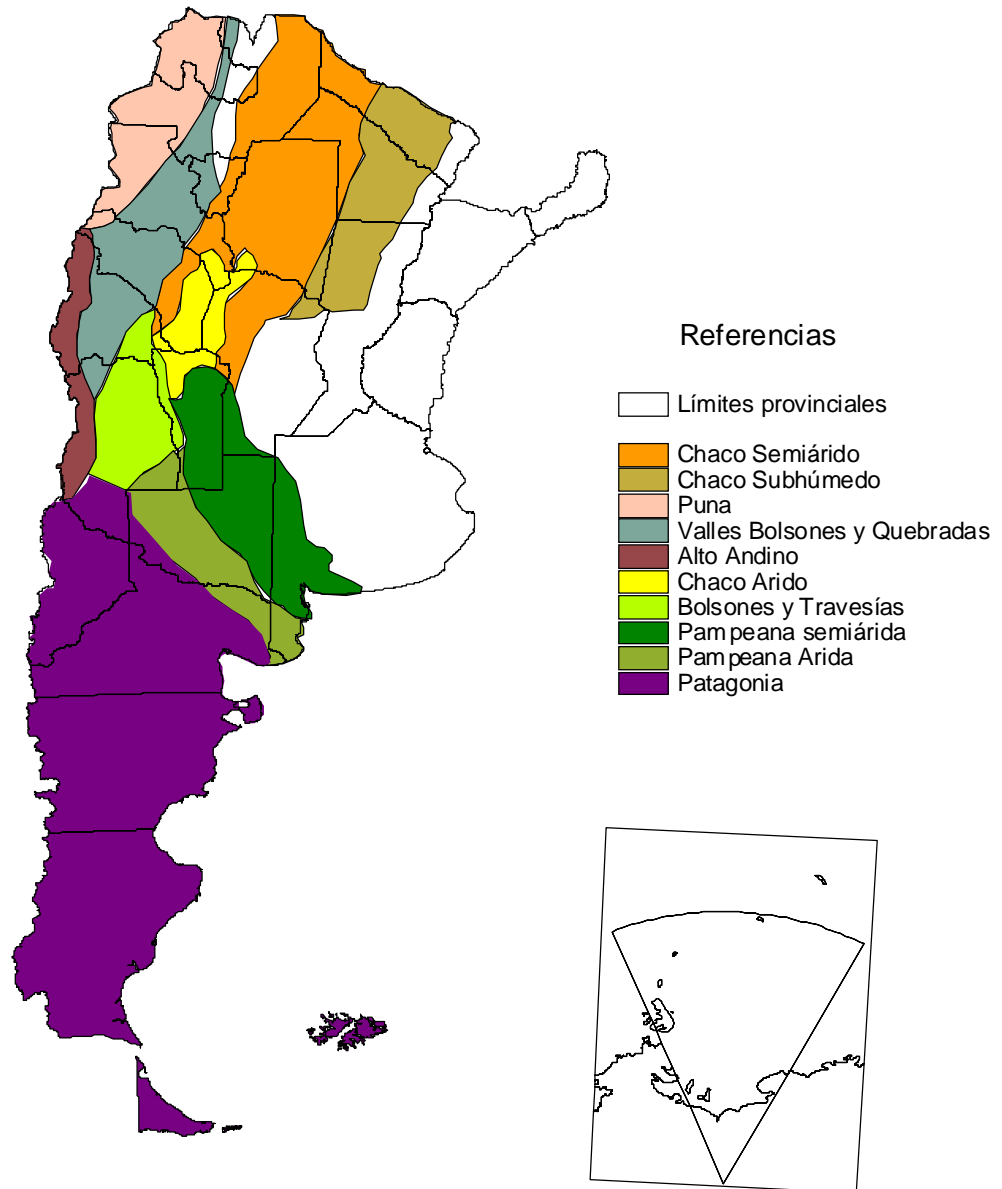 Referencias
Límites provinciales
Chaco Semiárido
Chaco Subhúmedo
Puna
Valles Bolsones y Quebradas
Alto Andino
Chaco Arido
Bolsones y Travesías
Pampeana semiárida
Pampeana Arida
Patagonia